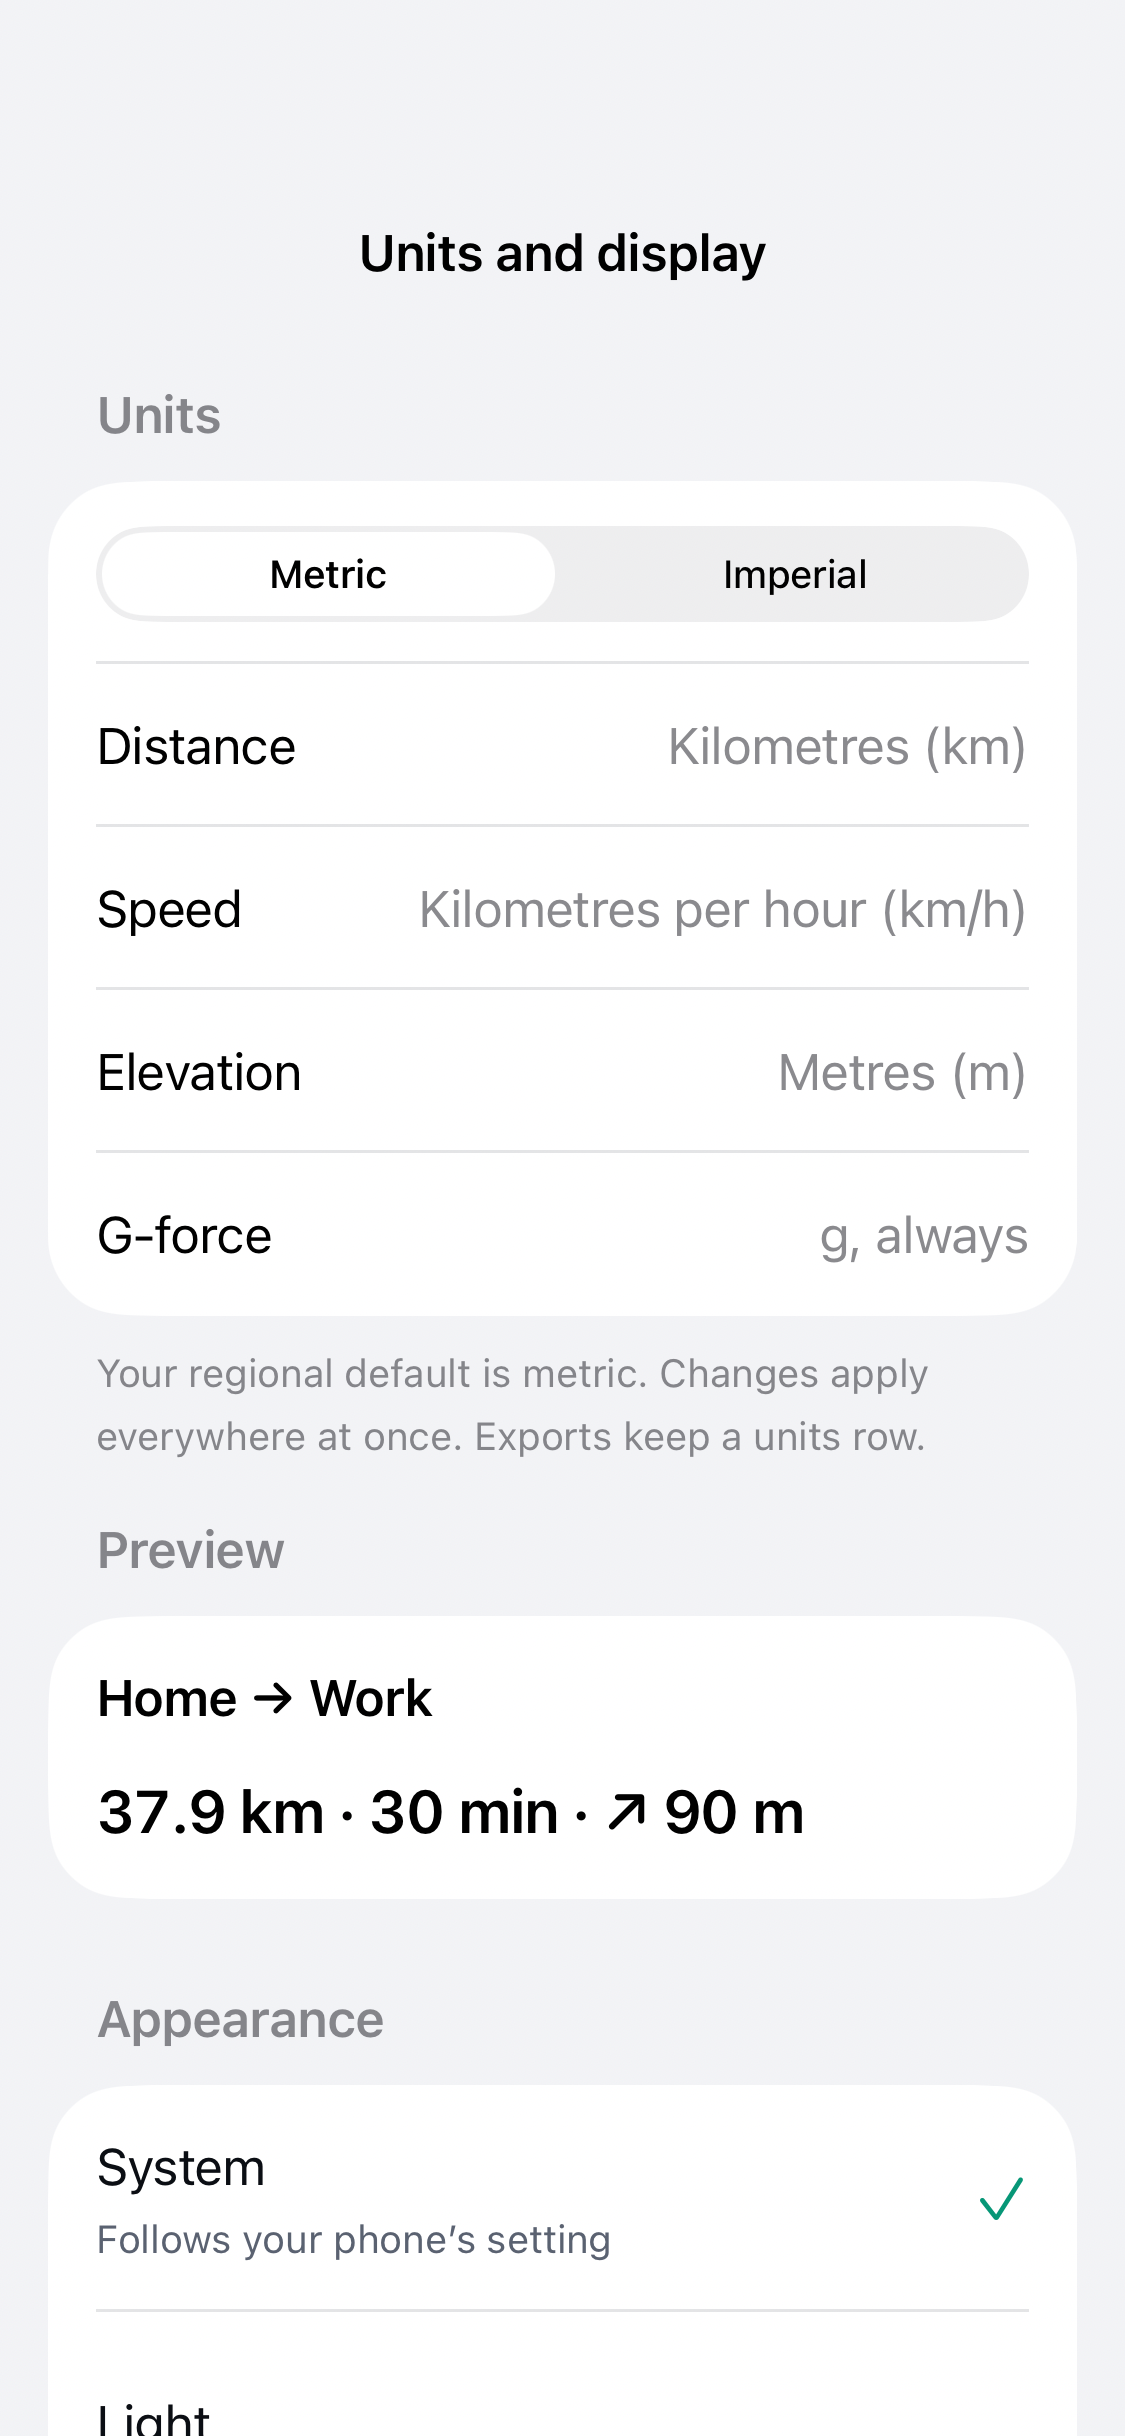 Units and display
Units
Metric
Imperial
Distance
Kilometres (km)
Speed
Kilometres per hour (km/h)
Elevation
Metres (m)
G-force
g, always
Your regional default is metric. Changes apply
everywhere at once. Exports keep a units row.
Preview
Home → Work
37.9 km · 30 min · ↗ 90 m
Appearance
System
Follows your phone’s setting
Light